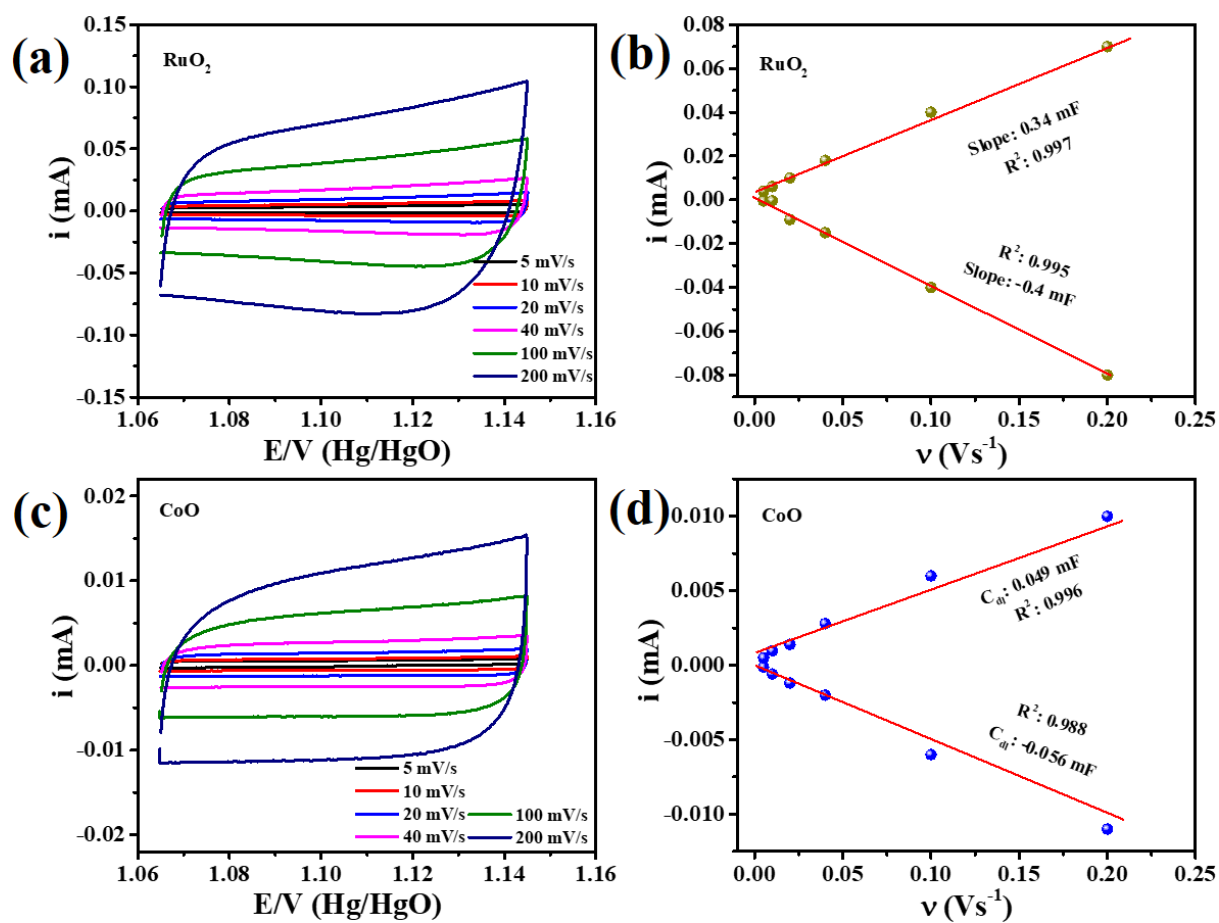 (a)
RuO₂
0.15
0.10
0.05
0.00
-0.05
-0.10
-0.15
i (mA)
5 mV/s
10 mV/s
20 mV/s
40 mV/s
100 mV/s
200 mV/s
1.06 1.08 1.10 1.12 1.14 1.16
E/V (Hg/HgO)
(b)
RuO₂
0.08
0.06
0.04
0.02
0.00
-0.02
-0.04
-0.06
-0.08
i (mA)
Slope: 0.34 mF
R²: 0.997
R²: 0.995
Slope: -0.4 mF
0.00 0.05 0.10 0.15 0.20 0.25
ν (Vs⁻¹)
(c)
CoO
0.02
0.01
0.00
-0.01
-0.02
i (mA)
5 mV/s
10 mV/s
20 mV/s 100 mV/s
40 mV/s 200 mV/s
1.06 1.08 1.10 1.12 1.14 1.16
E/V (Hg/HgO)
(d)
CoO
0.010
0.005
0.000
-0.005
-0.010
i (mA)
C_dl: 0.049 mF
R²: 0.996
R²: 0.988
C_dl: -0.056 mF
0.00 0.05 0.10 0.15 0.20 0.25
ν (Vs⁻¹)